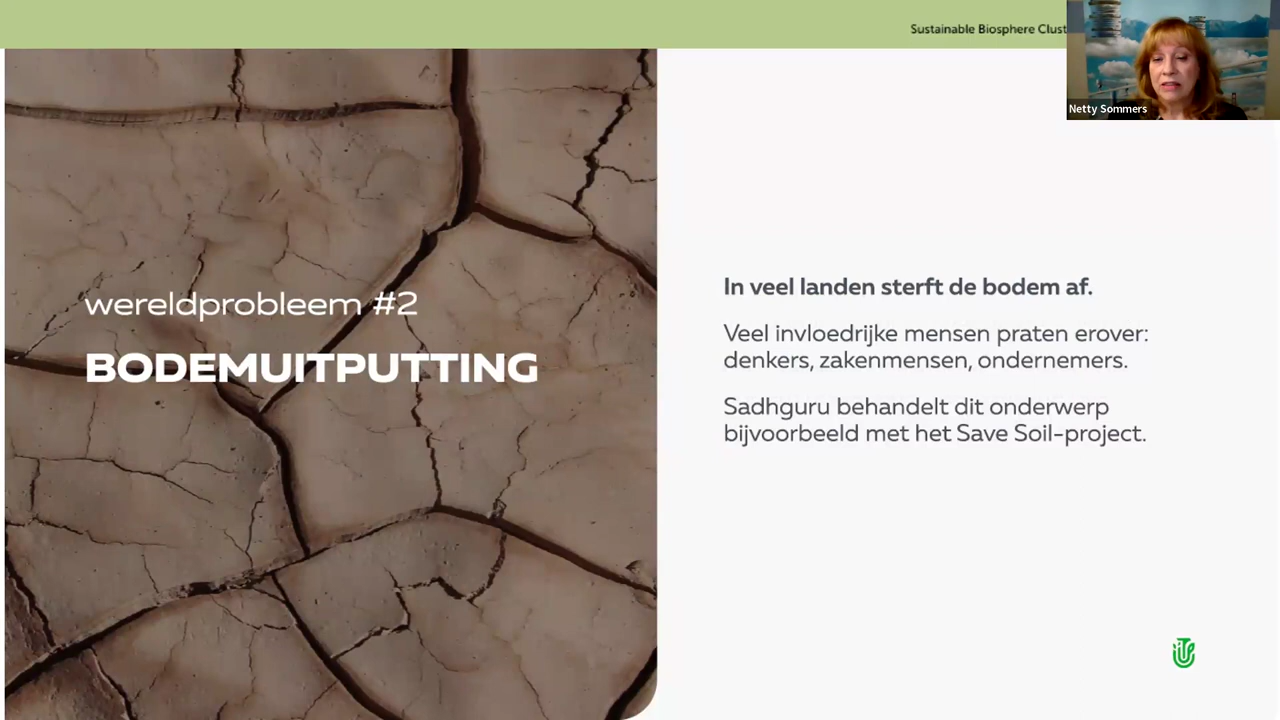 Sustainable Biosphere Clust
Netty Sommers
wereldprobleem #2
BODEMUITPUTTING
In veel landen sterft de bodem af.
Veel invloedrijke mensen praten erover:
denkers, zakenmensen, ondernemers.
Sadhguru behandelt dit onderwerp
bijvoorbeeld met het Save Soil-project.